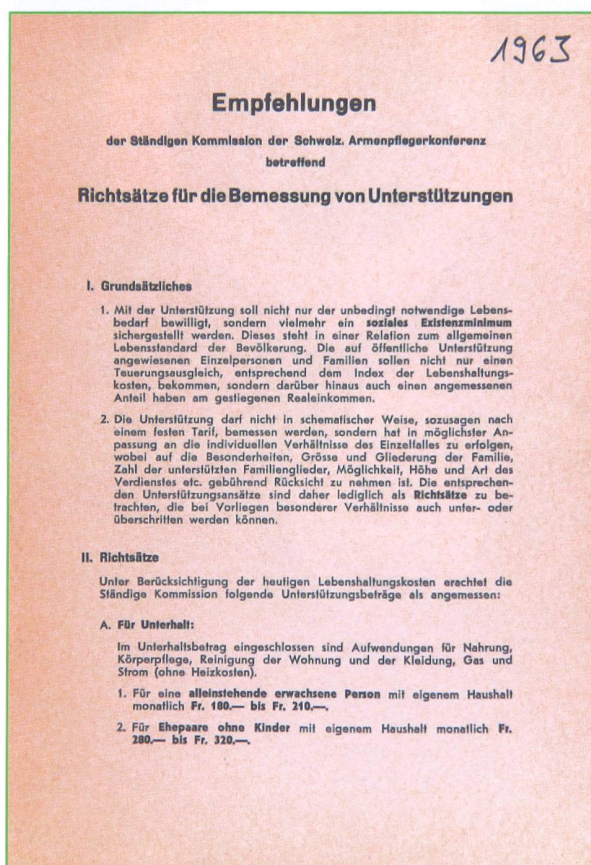 1963
Empfehlungen
der Ständigen Kommission der Schweiz. Armenpflegerkonferenz
betreffend
Richtsätze für die Bemessung von Unterstützungen
I. Grundsätzliches
1. Mit der Unterstützung soll nicht nur der unbedingt notwendige Lebens-
bedarf bewilligt, sondern vielmehr ein soziales Existenzminimum
sichergestellt werden. Dieses steht in einer Relation zum allgemeinen
Lebensstandard der Bevölkerung. Die auf öffentliche Unterstützung
angewiesenen Einzelpersonen und Familien sollen nicht nur einen
Teuerungsausgleich, entsprechend dem Index der Lebenshaltungs-
kosten, bekommen, sondern darüber hinaus auch einen angemessenen
Anteil haben am gestiegenen Realeinkommen.
2. Die Unterstützung darf nicht in schematischer Weise, sozusagen nach
einem festen Tarif, bemessen werden, sondern hat in möglichster An-
passung an die individuellen Verhältnisse des Einzelfalles zu erfolgen,
wobei auf die Besonderheiten, Grösse und Gliederung der Familie,
Zahl der unterstützten Familienglieder, Möglichkeit, Höhe und Art des
Verdienstes etc. gebührend Rücksicht zu nehmen ist. Die entsprechen-
den Unterstützungsansätze sind daher lediglich als Richtsätze zu be-
trachten, die bei Vorliegen besonderer Verhältnisse auch unter- oder
überschritten werden können.
II. Richtsätze
Unter Berücksichtigung der heutigen Lebenshaltungskosten erachtet die
Ständige Kommission folgende Unterstützungsbeträge als angemessen:
A. Für Unterhalt:
Im Unterhaltsbetrag eingeschlossen sind Aufwendungen für Nahrung,
Körperpflege, Reinigung der Wohnung und der Kleidung, Gas und
Strom (ohne Heizkosten).
1. Für eine alleinstehende erwachsene Person mit eigenem Haushalt
monatlich Fr. 180.— bis Fr. 210.—.
2. Für Ehepaare ohne Kinder mit eigenem Haushalt monatlich Fr.
280.— bis Fr. 320.—.